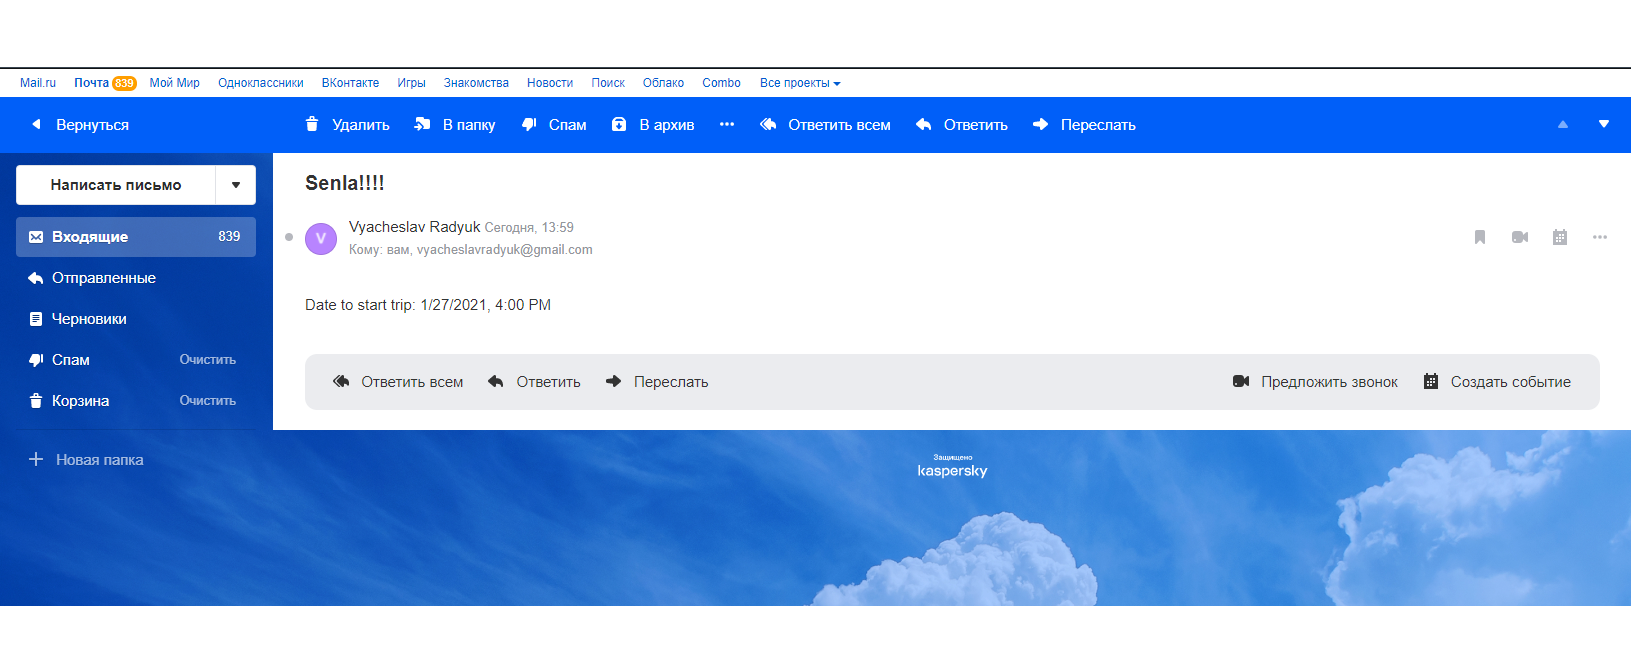 Mail.ru Почта 839 Мой Мир Одноклассники ВКонтакте Игры Знакомства Новости Поиск Облако Combo Все проекты
Вернуться Удалить В папку Спам В архив Ответить всем Ответить Переслать
Написать письмо
Входящие 839
Отправленные
Черновики
Спам Очистить
Корзина Очистить
Новая папка
Senla!!!!
V
Vyacheslav Radyuk Сегодня, 13:59
Кому: вам, vyacheslavradyuk@gmail.com
Date to start trip: 1/27/2021, 4:00 PM
Ответить всем Ответить Переслать Предложить звонок Создать событие
Защищено
kaspersky